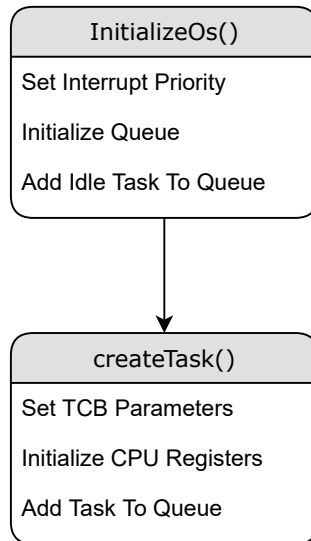 InitializeOs()
Set Interrupt Priority
Initialize Queue
Add Idle Task To Queue
createTask()
Set TCB Parameters
Initialize CPU Registers
Add Task To Queue